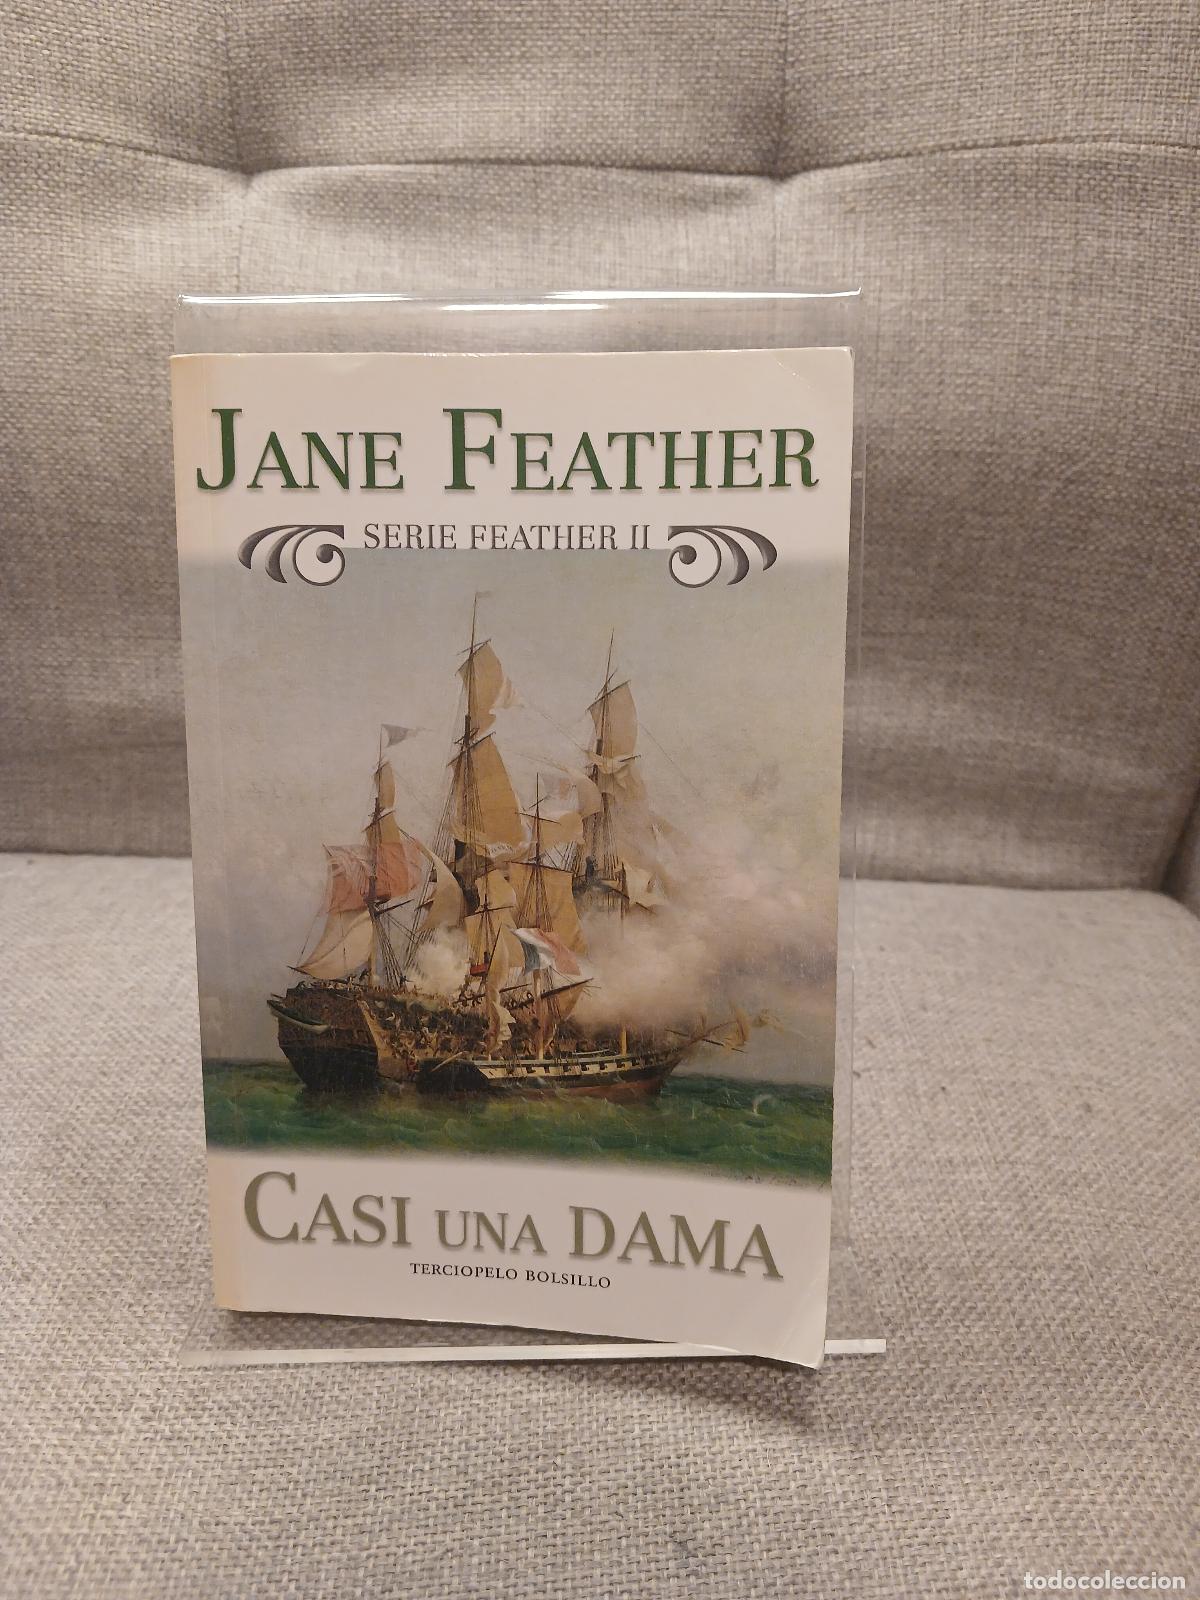 JANE FEATHER
SERIE FEATHER II
CASI UNA DAMA
TERCIOPELO BOLSILLO
todocoleccion